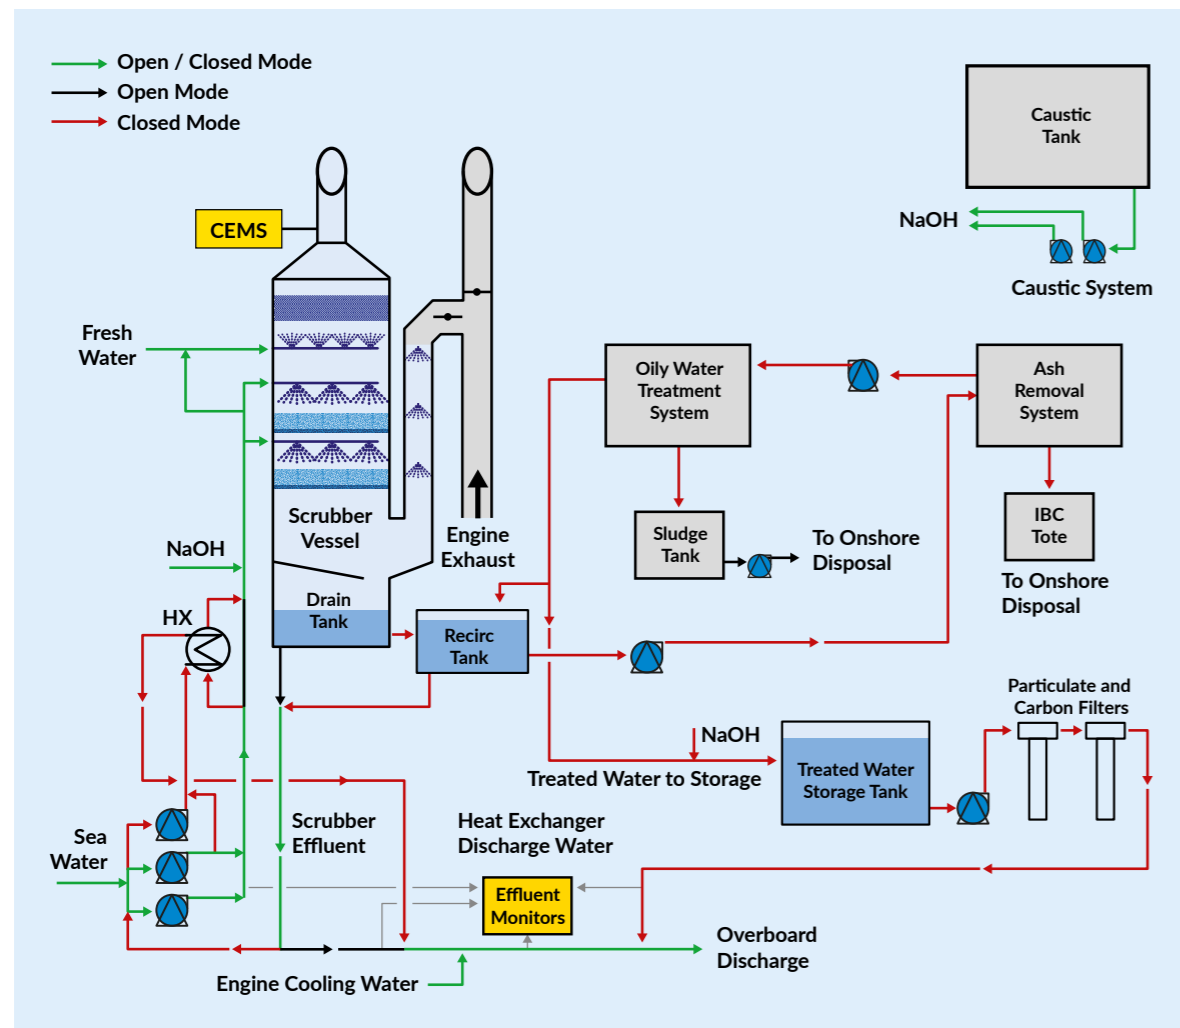 Open / Closed Mode
Open Mode
Closed Mode
Caustic
Tank
NaOH
Caustic System
CEMS
Fresh
Water
Oily Water
Treatment
System
Ash
Removal
System
Scrubber
Vessel
Engine
Exhaust
Sludge
Tank
To Onshore
Disposal
IBC
Tote
To Onshore
Disposal
NaOH
HX
Drain
Tank
Recirc
Tank
Particulate and
Carbon Filters
NaOH
Treated Water to Storage
Treated Water
Storage Tank
Sea
Water
Scrubber
Effluent
Heat Exchanger
Discharge Water
Effluent
Monitors
Overboard
Discharge
Engine Cooling Water